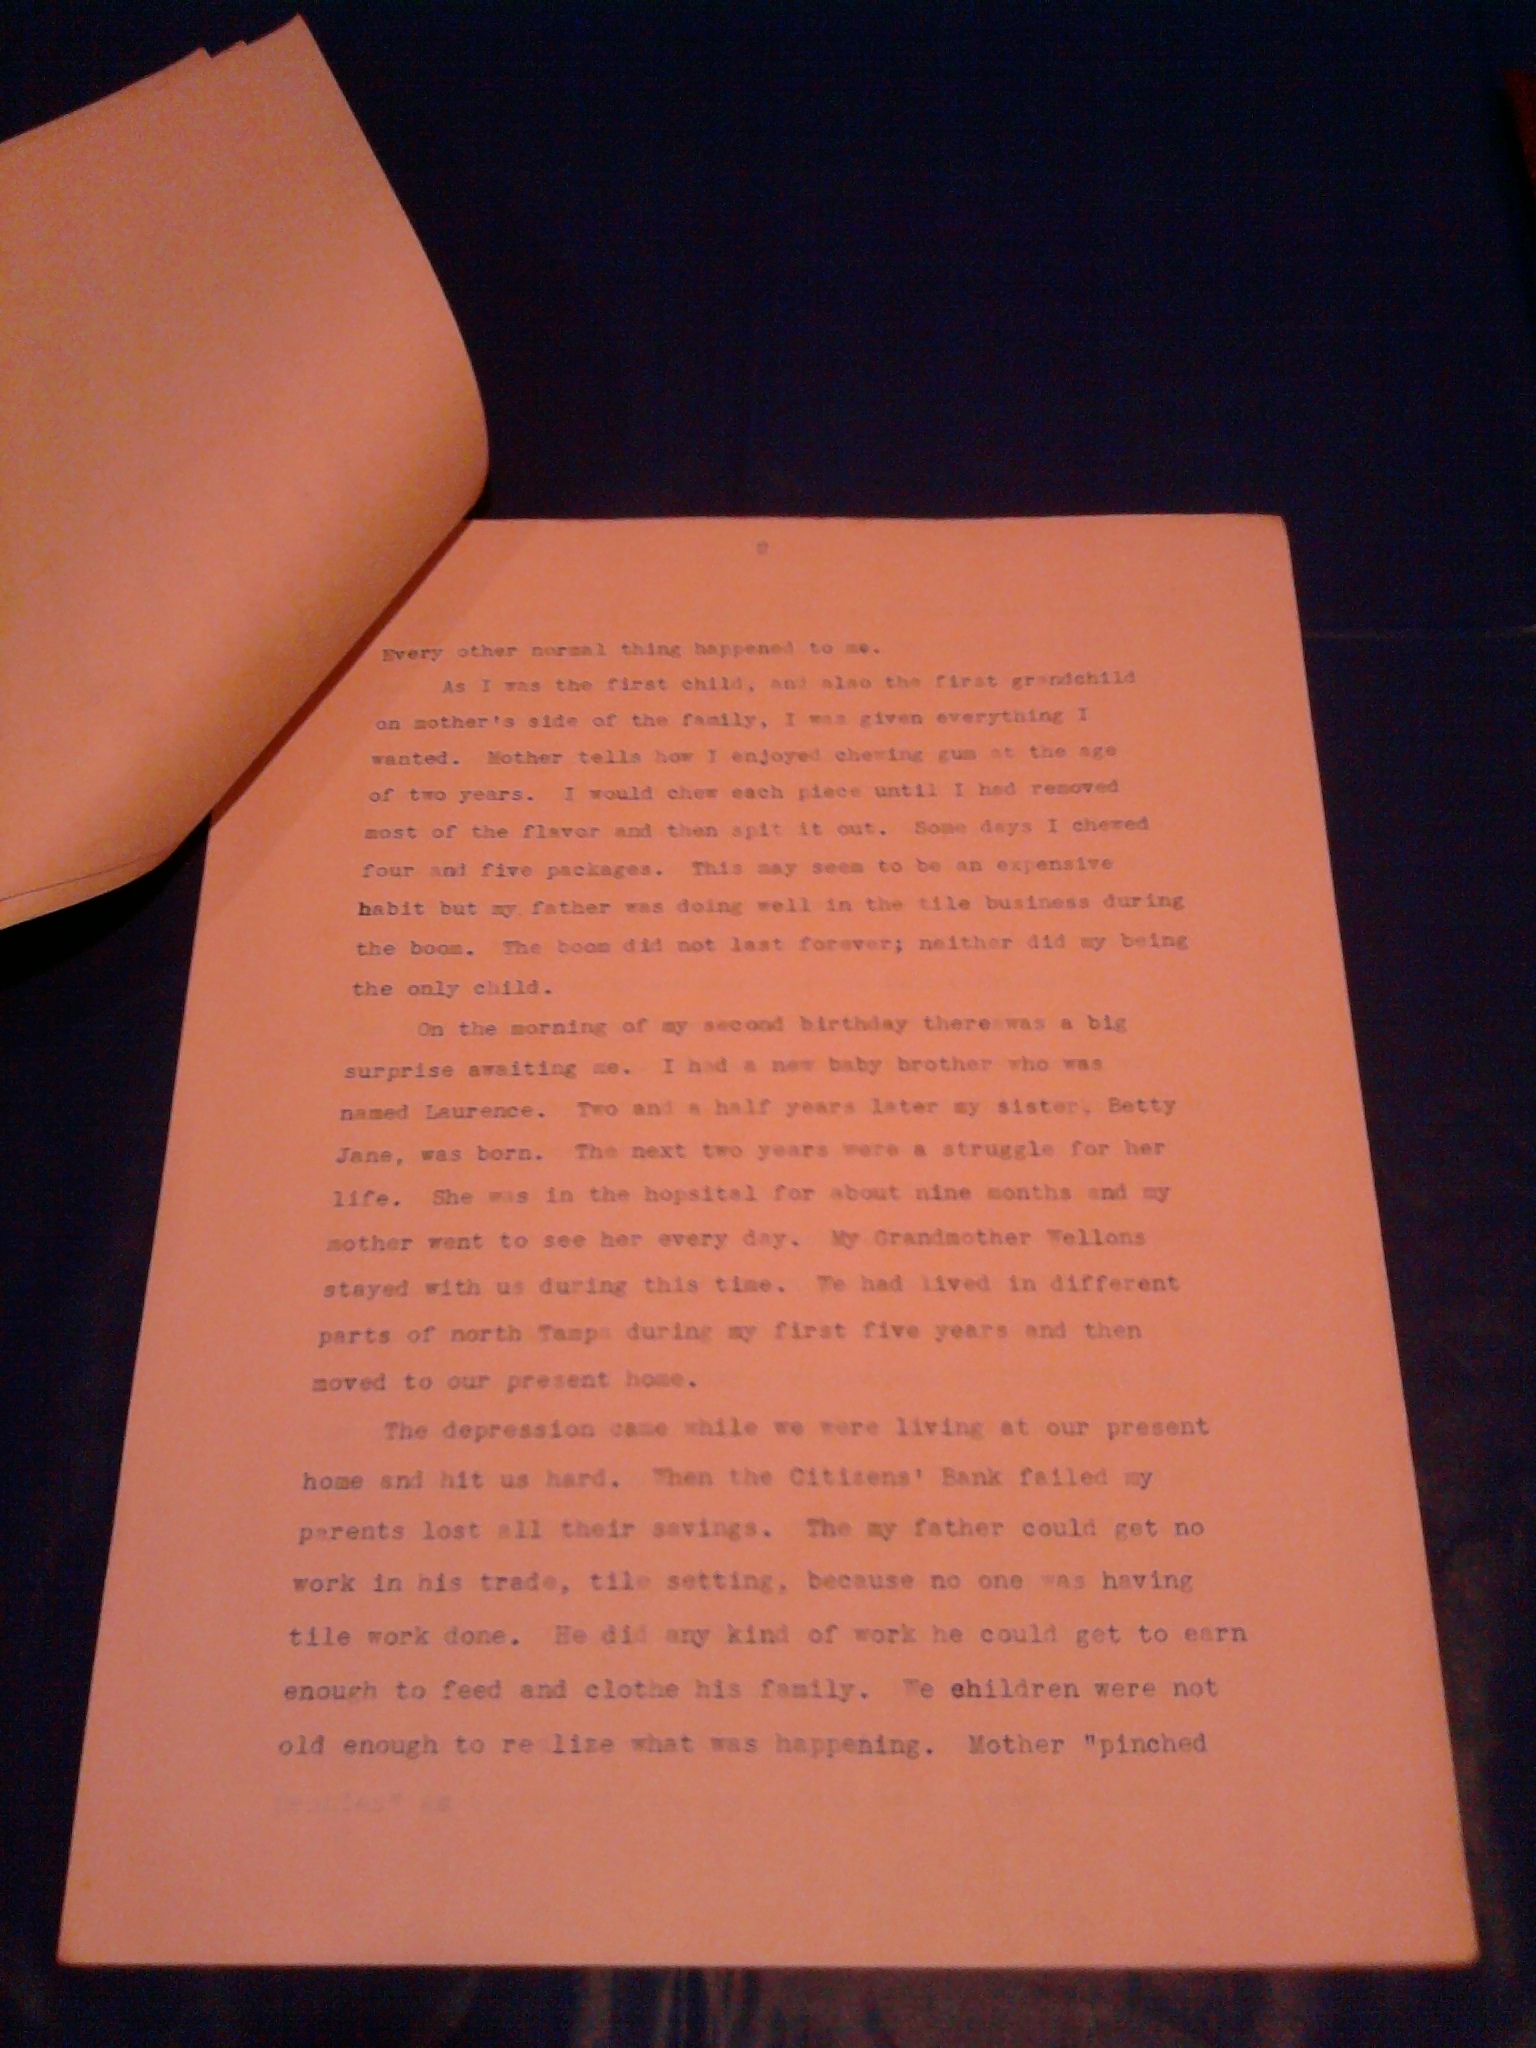 Every other normal thing happened to me.
As I was the first child, and also the first grandchild
on mother's side of the family, I was given everything I
wanted. Mother tells how I enjoyed chewing gum at the age
of two years. I would chew each piece until I had removed
most of the flavor and then spit it out. Some days I chewed
four and five packages. This may seem to be an expensive
habit but my father was doing well in the tile business during
the boom. The boom did not last forever; neither did my being
the only child.
On the morning of my second birthday there was a big
surprise awaiting me. I had a new baby brother who was
named Laurence. Two and a half years later my sister, Betty
Jane, was born. The next two years were a struggle for her
life. She was in the hopsital for about nine months and my
mother went to see her every day. My Grandmother Wellons
stayed with us during this time. We had lived in different
parts of north Tampa during my first five years and then
moved to our present home.
The depression came while we were living at our present
home and hit us hard. When the Citizens' Bank failed my
parents lost all their savings. The my father could get no
work in his trade, tile setting, because no one was having
tile work done. He did any kind of work he could get to earn
enough to feed and clothe his family. We children were not
old enough to re lize what was happening. Mother "pinched